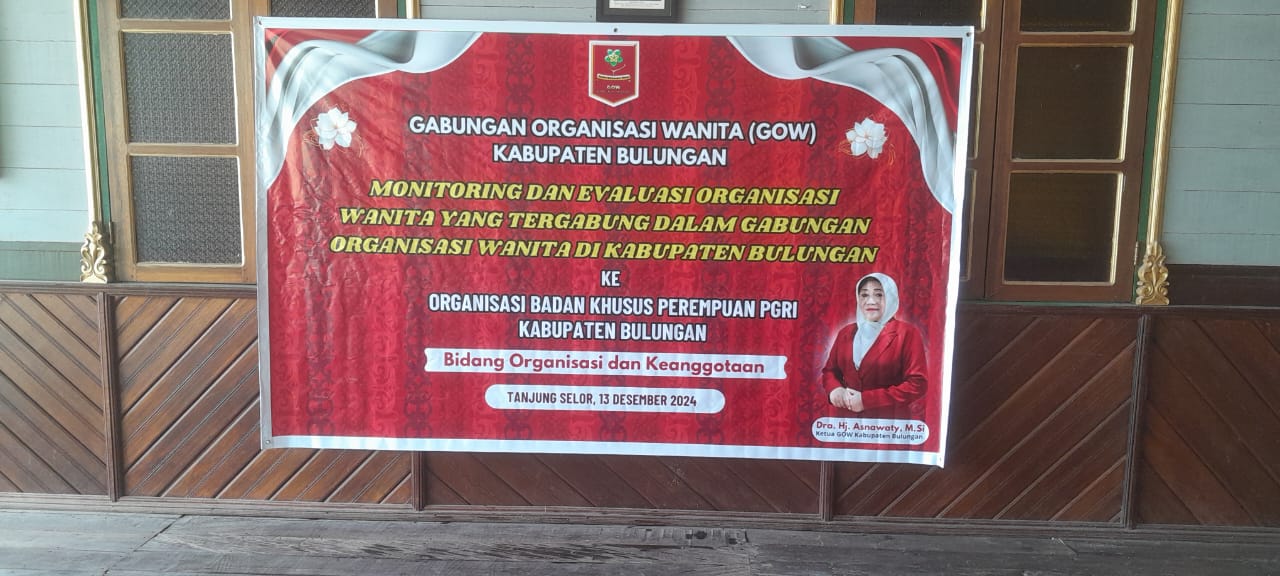 GOW
GABUNGAN ORGANISASI WANITA (GOW)
KABUPATEN BULUNGAN
MONITORING DAN EVALUASI ORGANISASI
WANITA YANG TERGABUNG DALAM GABUNGAN
ORGANISASI WANITA DI KABUPATEN BULUNGAN
KE
ORGANISASI BADAN KHUSUS PEREMPUAN PGRI
KABUPATEN BULUNGAN
Bidang Organisasi dan Keanggotaan
TANJUNG SELOR, 13 DESEMBER 2024
Dra. Hj. Asnawaty, M.Si
Ketua GOW Kabupaten Bulungan